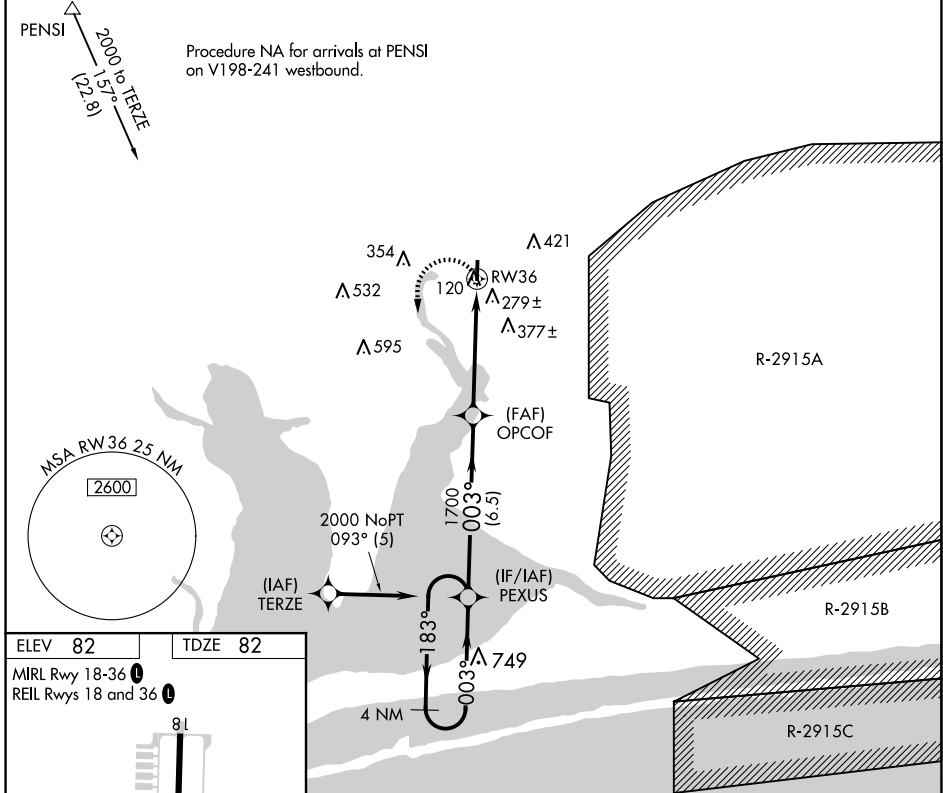 PENSI
2000 to TERZE
157°
(22.8)
Procedure NA for arrivals at PENSI
on V198-241 westbound.
421
354
RW36
120
279±
532
377±
595
R-2915A
(FAF)
OPCOF
MSA RW36 25 NM
2600
1700
003°
(6.5)
2000 NoPT
093° (5)
(IAF)
TERZE
(IF/IAF)
PEXUS
R-2915B
183°
003°
749
4 NM
R-2915C
ELEV 82
TDZE 82
MIRL Rwy 18-36 L
REIL Rwys 18 and 36 L
18